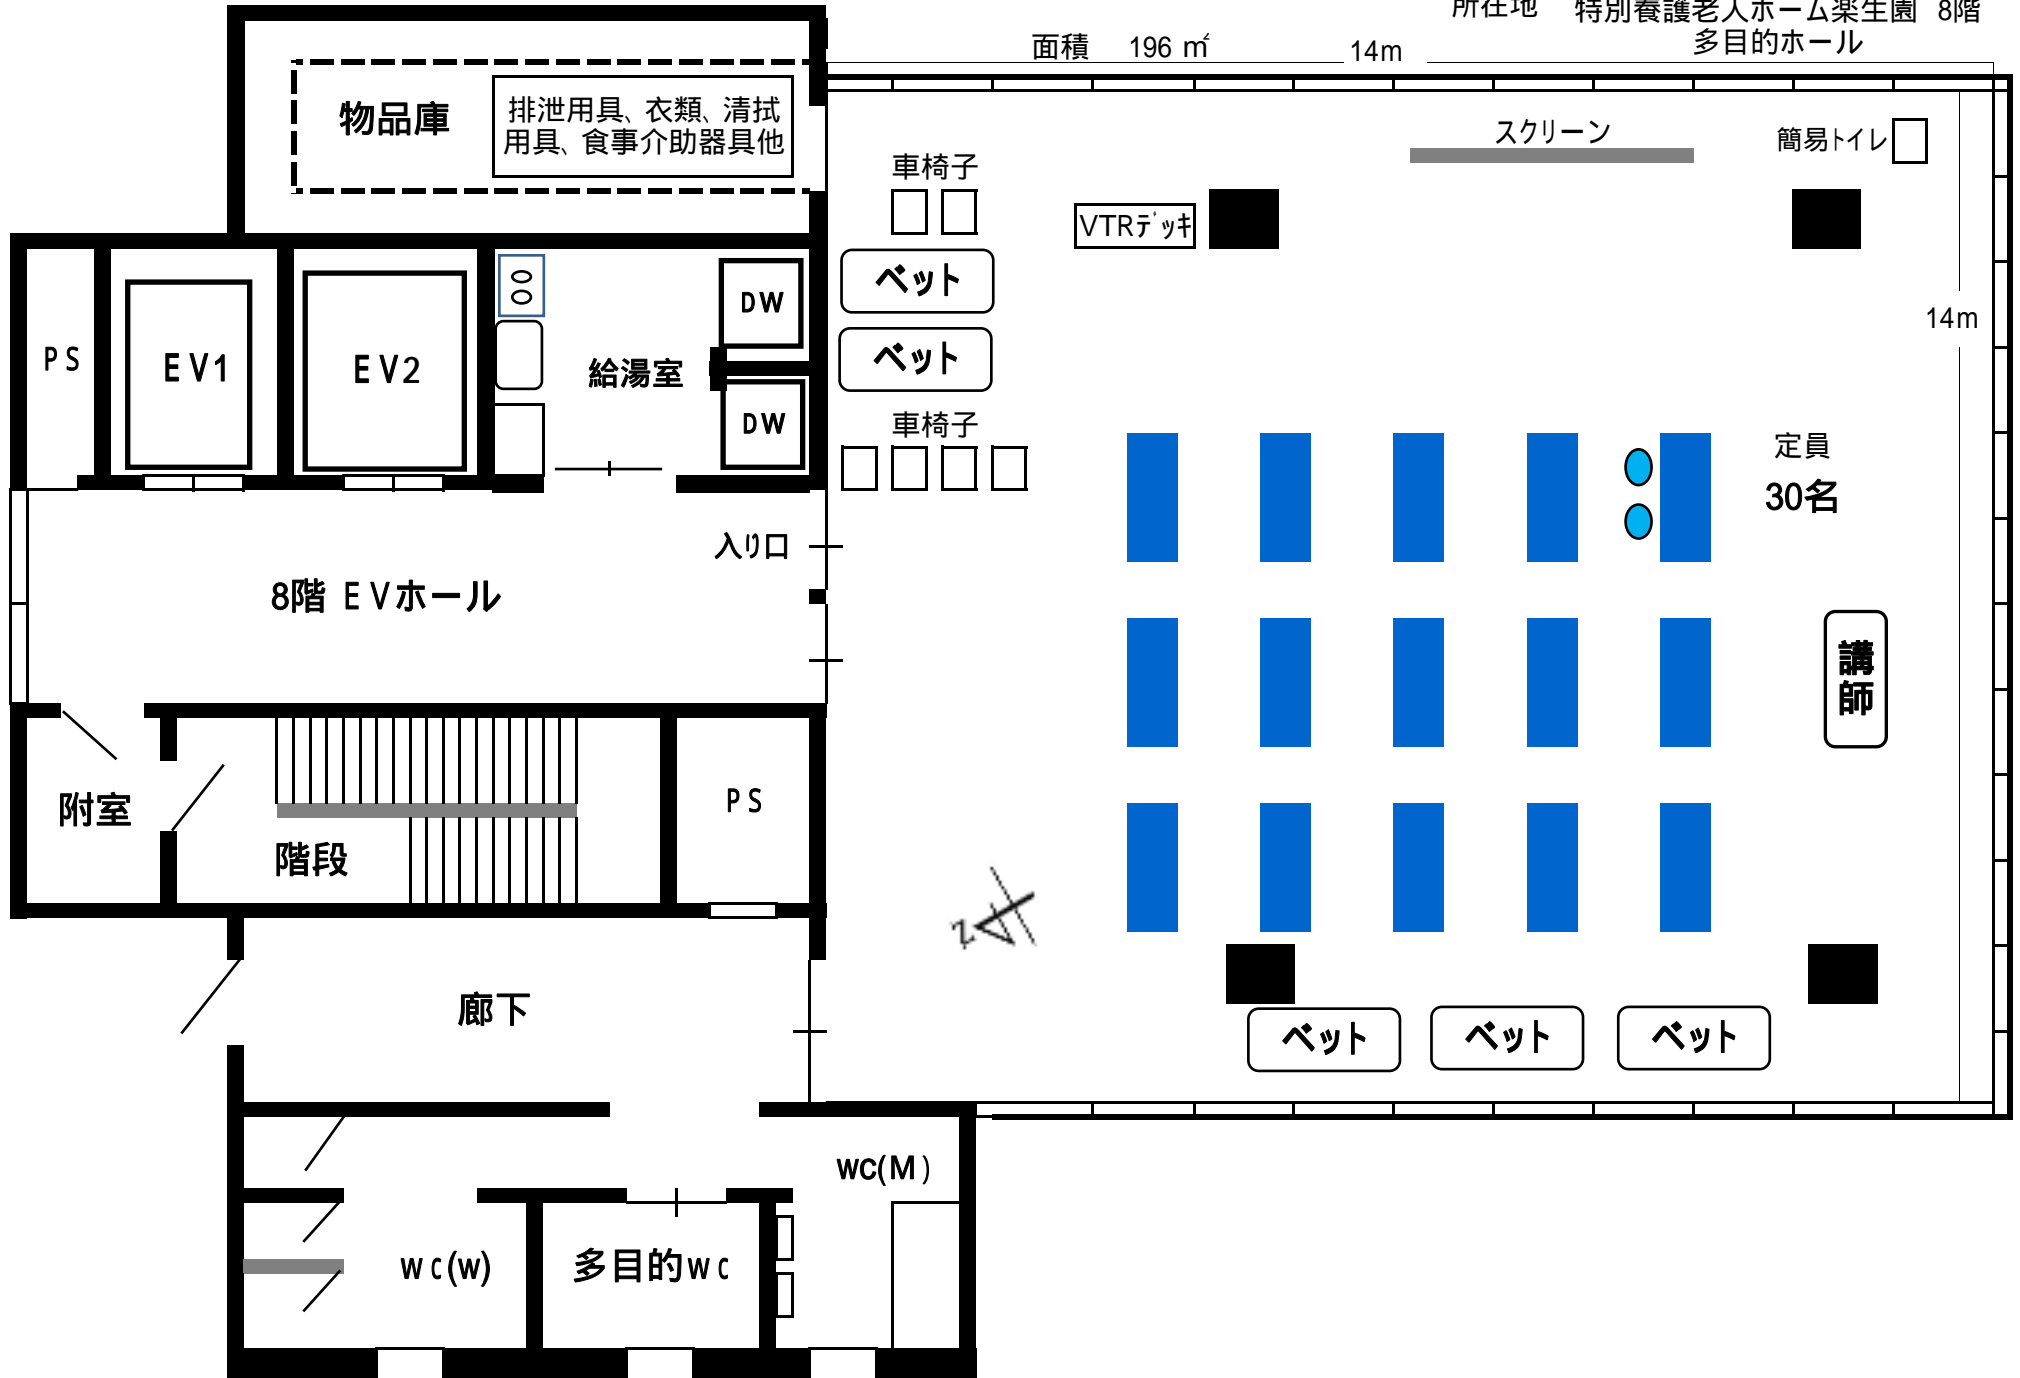 所在地 特別養護老人ホーム楽生園 8階
多目的ホール
面積 196 ㎡ 14m
物品庫
排泄用具、衣類、清拭
用具、食事介助器具他
スクリーン
簡易トイレ
車椅子
VTRデッキ
ベット
ベット
14m
PS
EV1
EV2
給湯室
DW
DW
車椅子
定員
30名
入り口
8階 EVホール
講師
附室
階段
PS
N
廊下
ベット
ベット
ベット
WC(M)
WC(W)
多目的WC